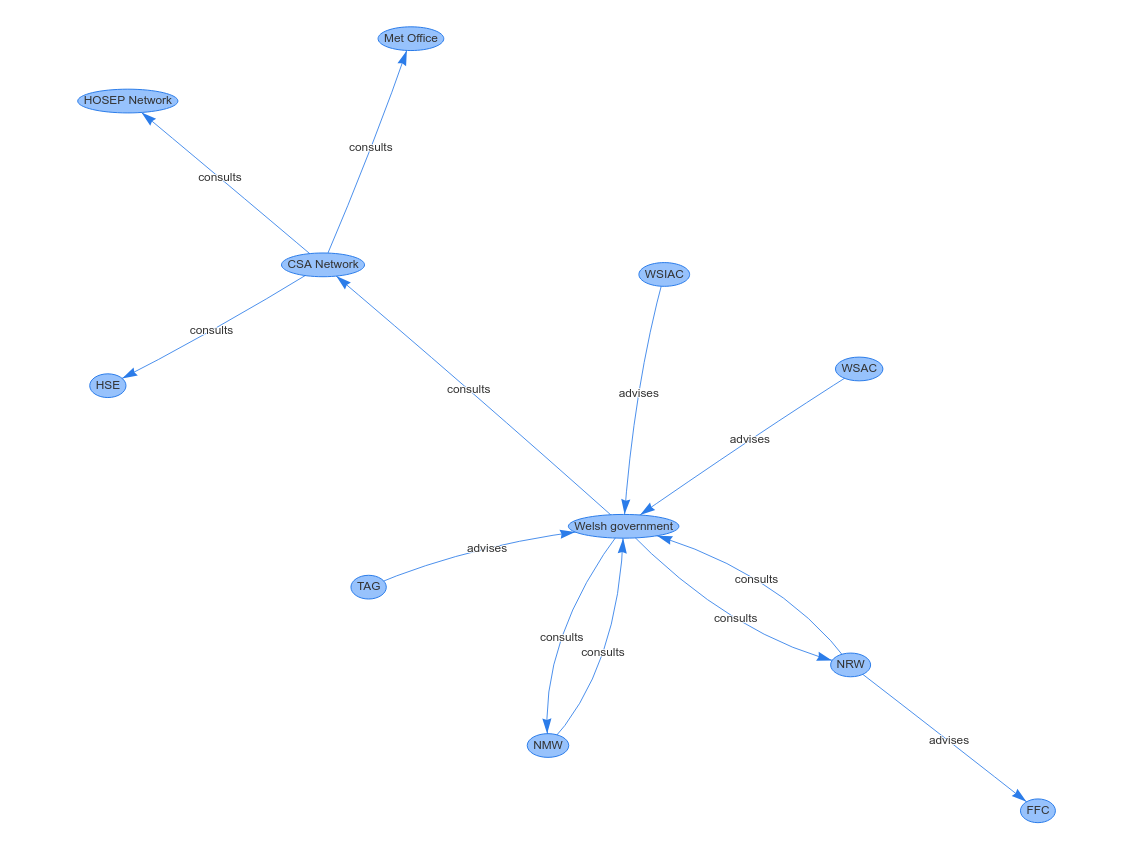 Met Office
HOSEP Network
consults
consults
CSA Network
WSIAC
consults
WSAC
HSE
consults
advises
advises
Welsh government
advises
consults
TAG
consults
consults
consults
NRW
advises
NMW
FFC